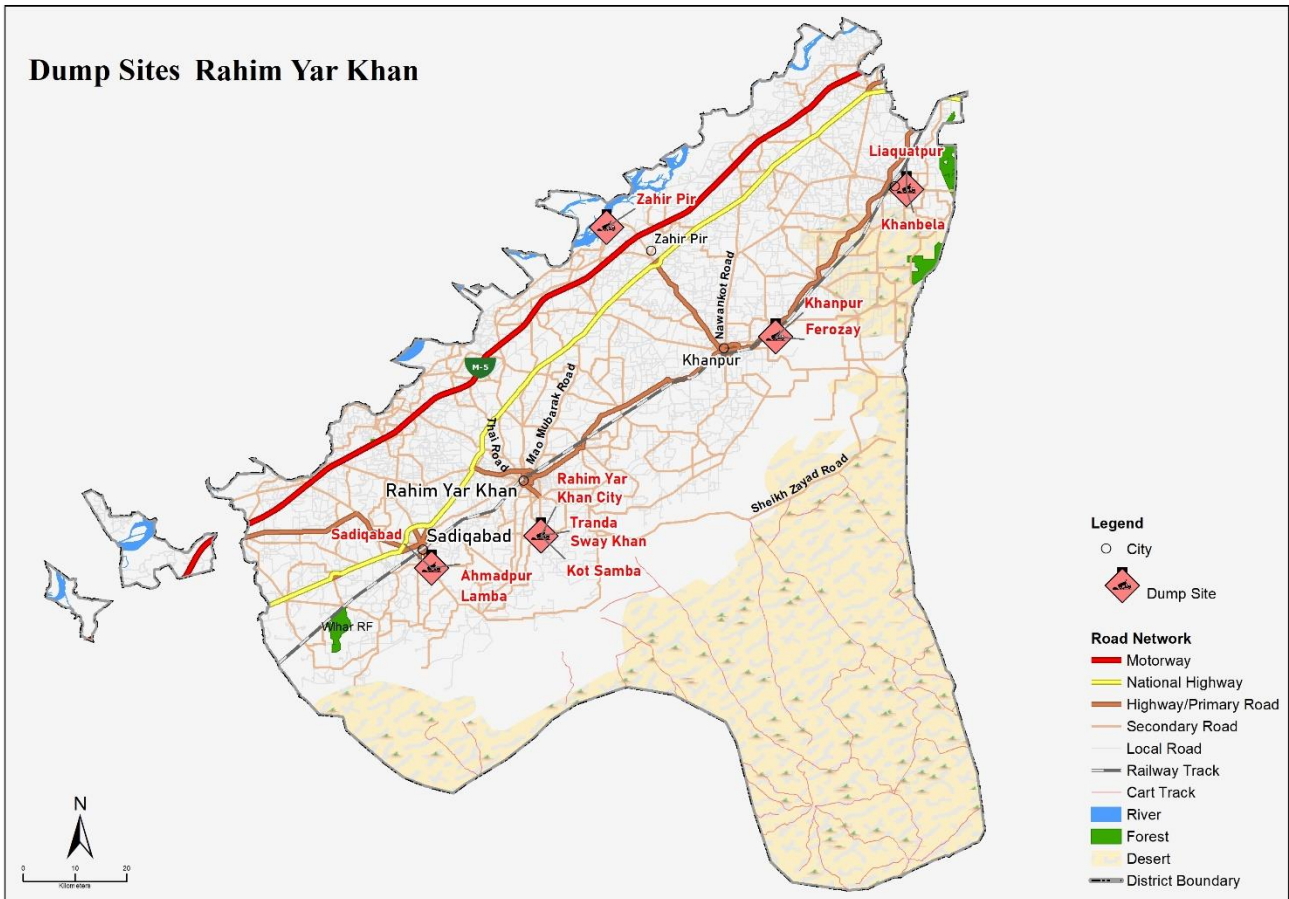 Dump Sites Rahim Yar Khan
Liaquatpur
Khanbela
Zahir Pir
Zahir Pir
Nawankot Road
Khanpur
Ferozay
Khanpur
M-5
Mao Mubarak Road
Thai Road
Rahim Yar Khan
Rahim Yar
Khan City
Sheikh Zayad Road
Tranda
Sway Khan
Kot Samba
Sadiqabad
Sadiqabad
Ahmadpur
Lamba
Wihar RF
Legend
City
Dump Site
Road Network
Motorway
National Highway
Highway/Primary Road
Secondary Road
Local Road
Railway Track
Cart Track
River
Forest
Desert
District Boundary
N
0 10 20
Kilometers